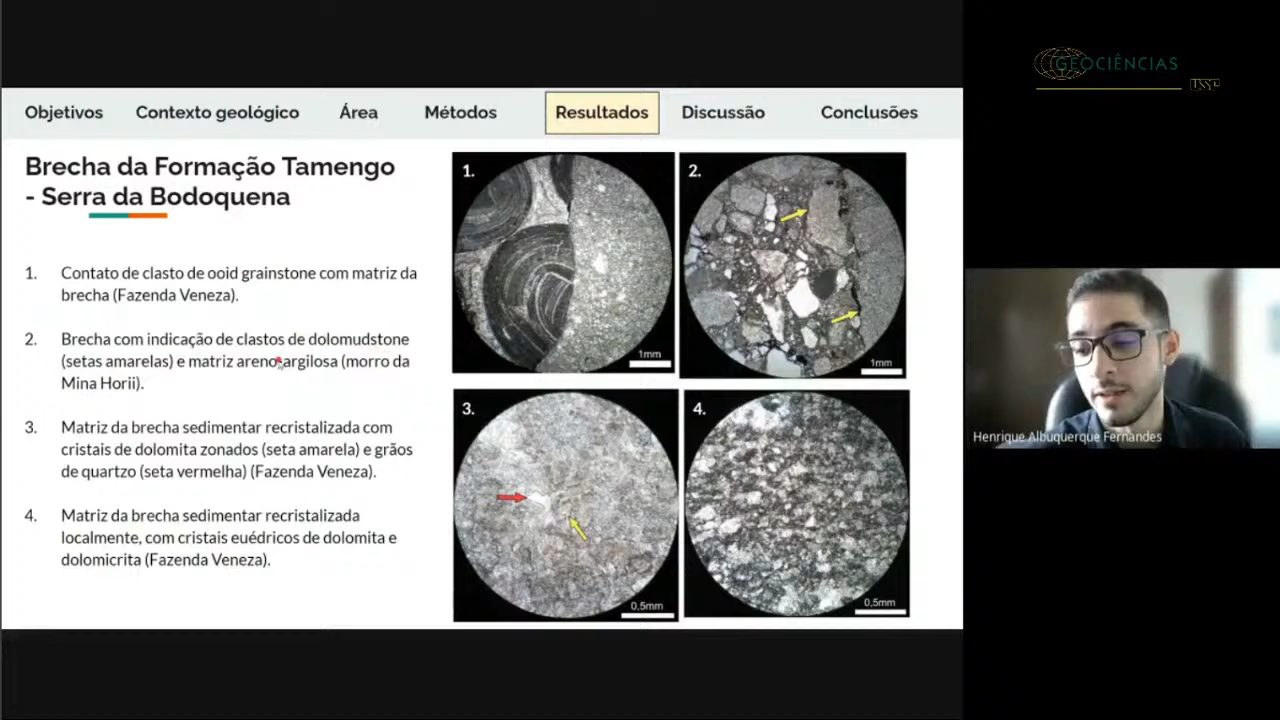 GEOCIÊNCIAS
USP
Objetivos Contexto geológico Área Métodos Resultados Discussão Conclusões
Brecha da Formação Tamengo
- Serra da Bodoquena
1. Contato de clasto de ooid grainstone com matriz da
brecha (Fazenda Veneza).
2. Brecha com indicação de clastos de dolomudstone
(setas amarelas) e matriz areno-argilosa (morro da
Mina Horii).
3. Matriz da brecha sedimentar recristalizada com
cristais de dolomita zonados (seta amarela) e grãos
de quartzo (seta vermelha) (Fazenda Veneza).
4. Matriz da brecha sedimentar recristalizada
localmente, com cristais euédricos de dolomita e
dolomicrita (Fazenda Veneza).
1.
1mm
2.
1mm
3.
0,5mm
4.
0,5mm
Henrique Albuquerque Fernandes